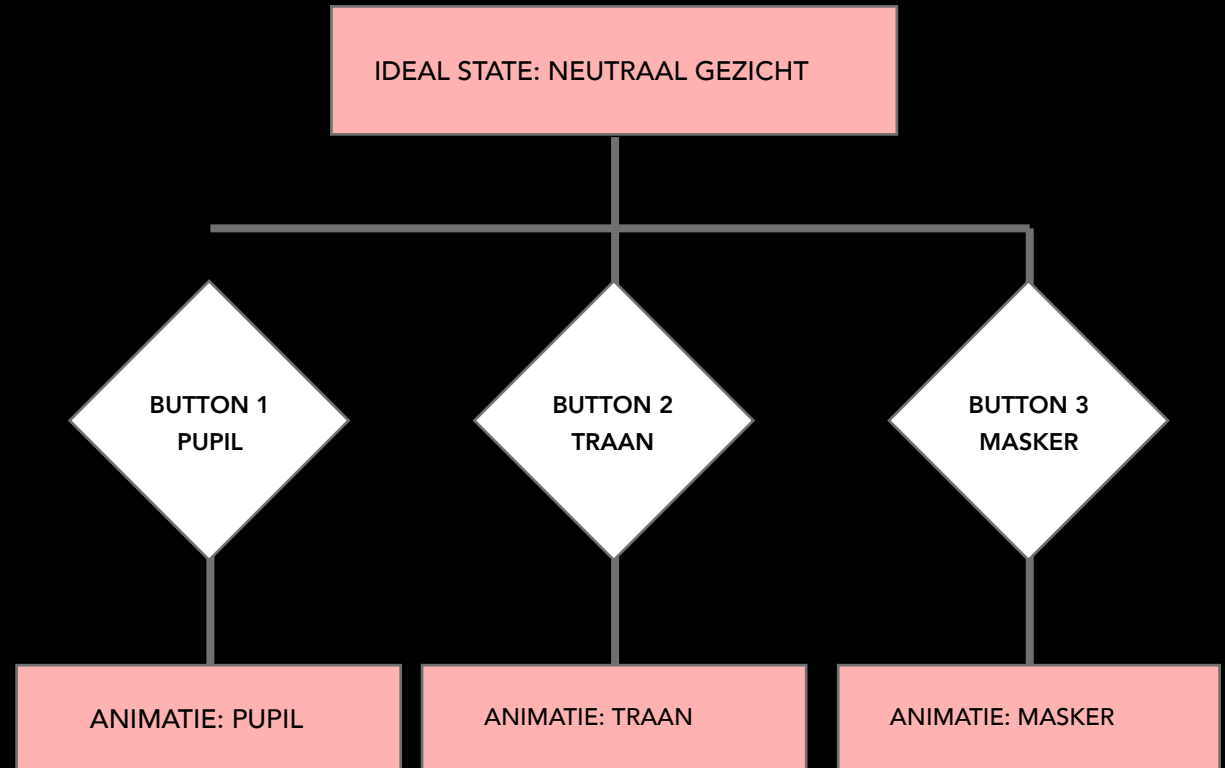 IDEAL STATE: NEUTRAAL GEZICHT
BUTTON 1
PUPIL
BUTTON 2
TRAAN
BUTTON 3
MASKER
ANIMATIE: PUPIL
ANIMATIE: TRAAN
ANIMATIE: MASKER